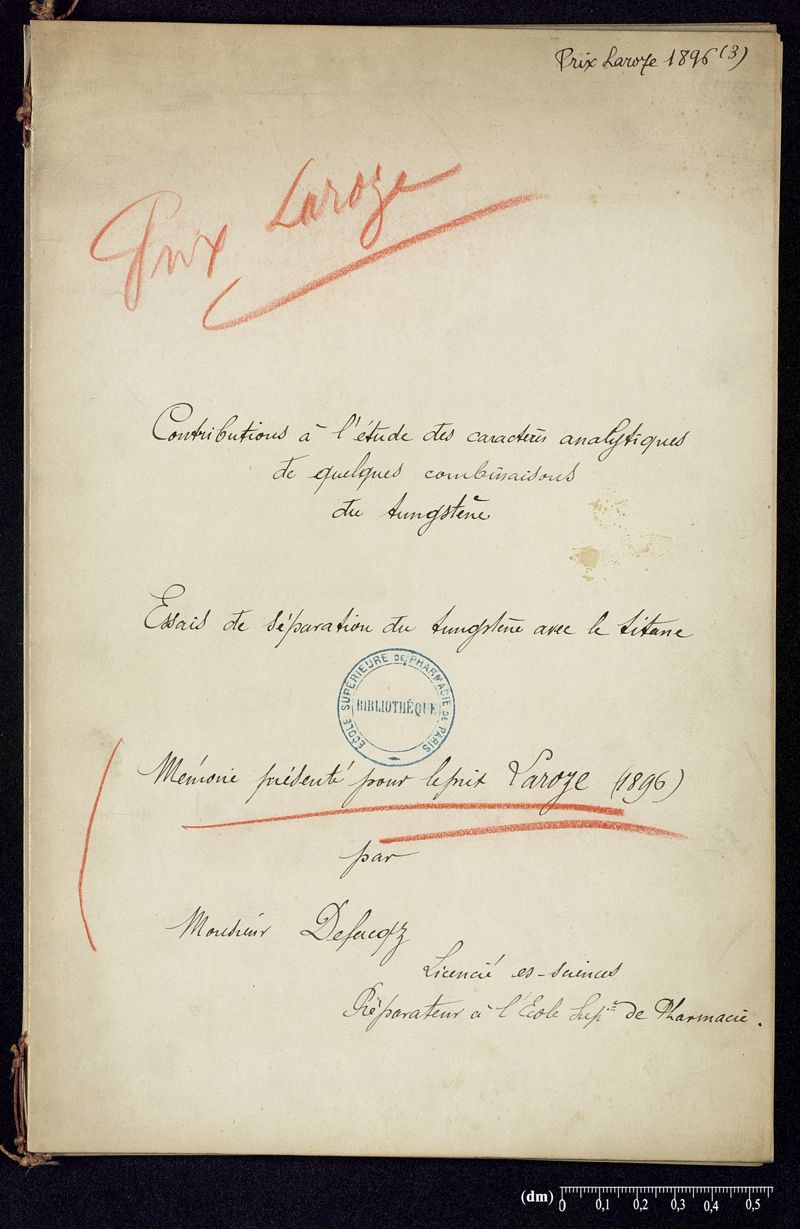 Prix Laroze 1896 (3)
Prix Laroze
Contributions à l'étude des caractères analytiques
de quelques combinaisons
du tungstène
Essais de séparation du tungstène avec le titane
ÉCOLE SUPÉRIEURE DE PHARMACIE DE PARIS
BIBLIOTHÈQUE
Mémoire présenté pour le prix Laroze (1896)
par
Monsieur Defacqz
Licencié es-sciences
Préparateur à l'Ecole Supre de Pharmacie.
(dm) 0 0,1 0,2 0,3 0,4 0,5